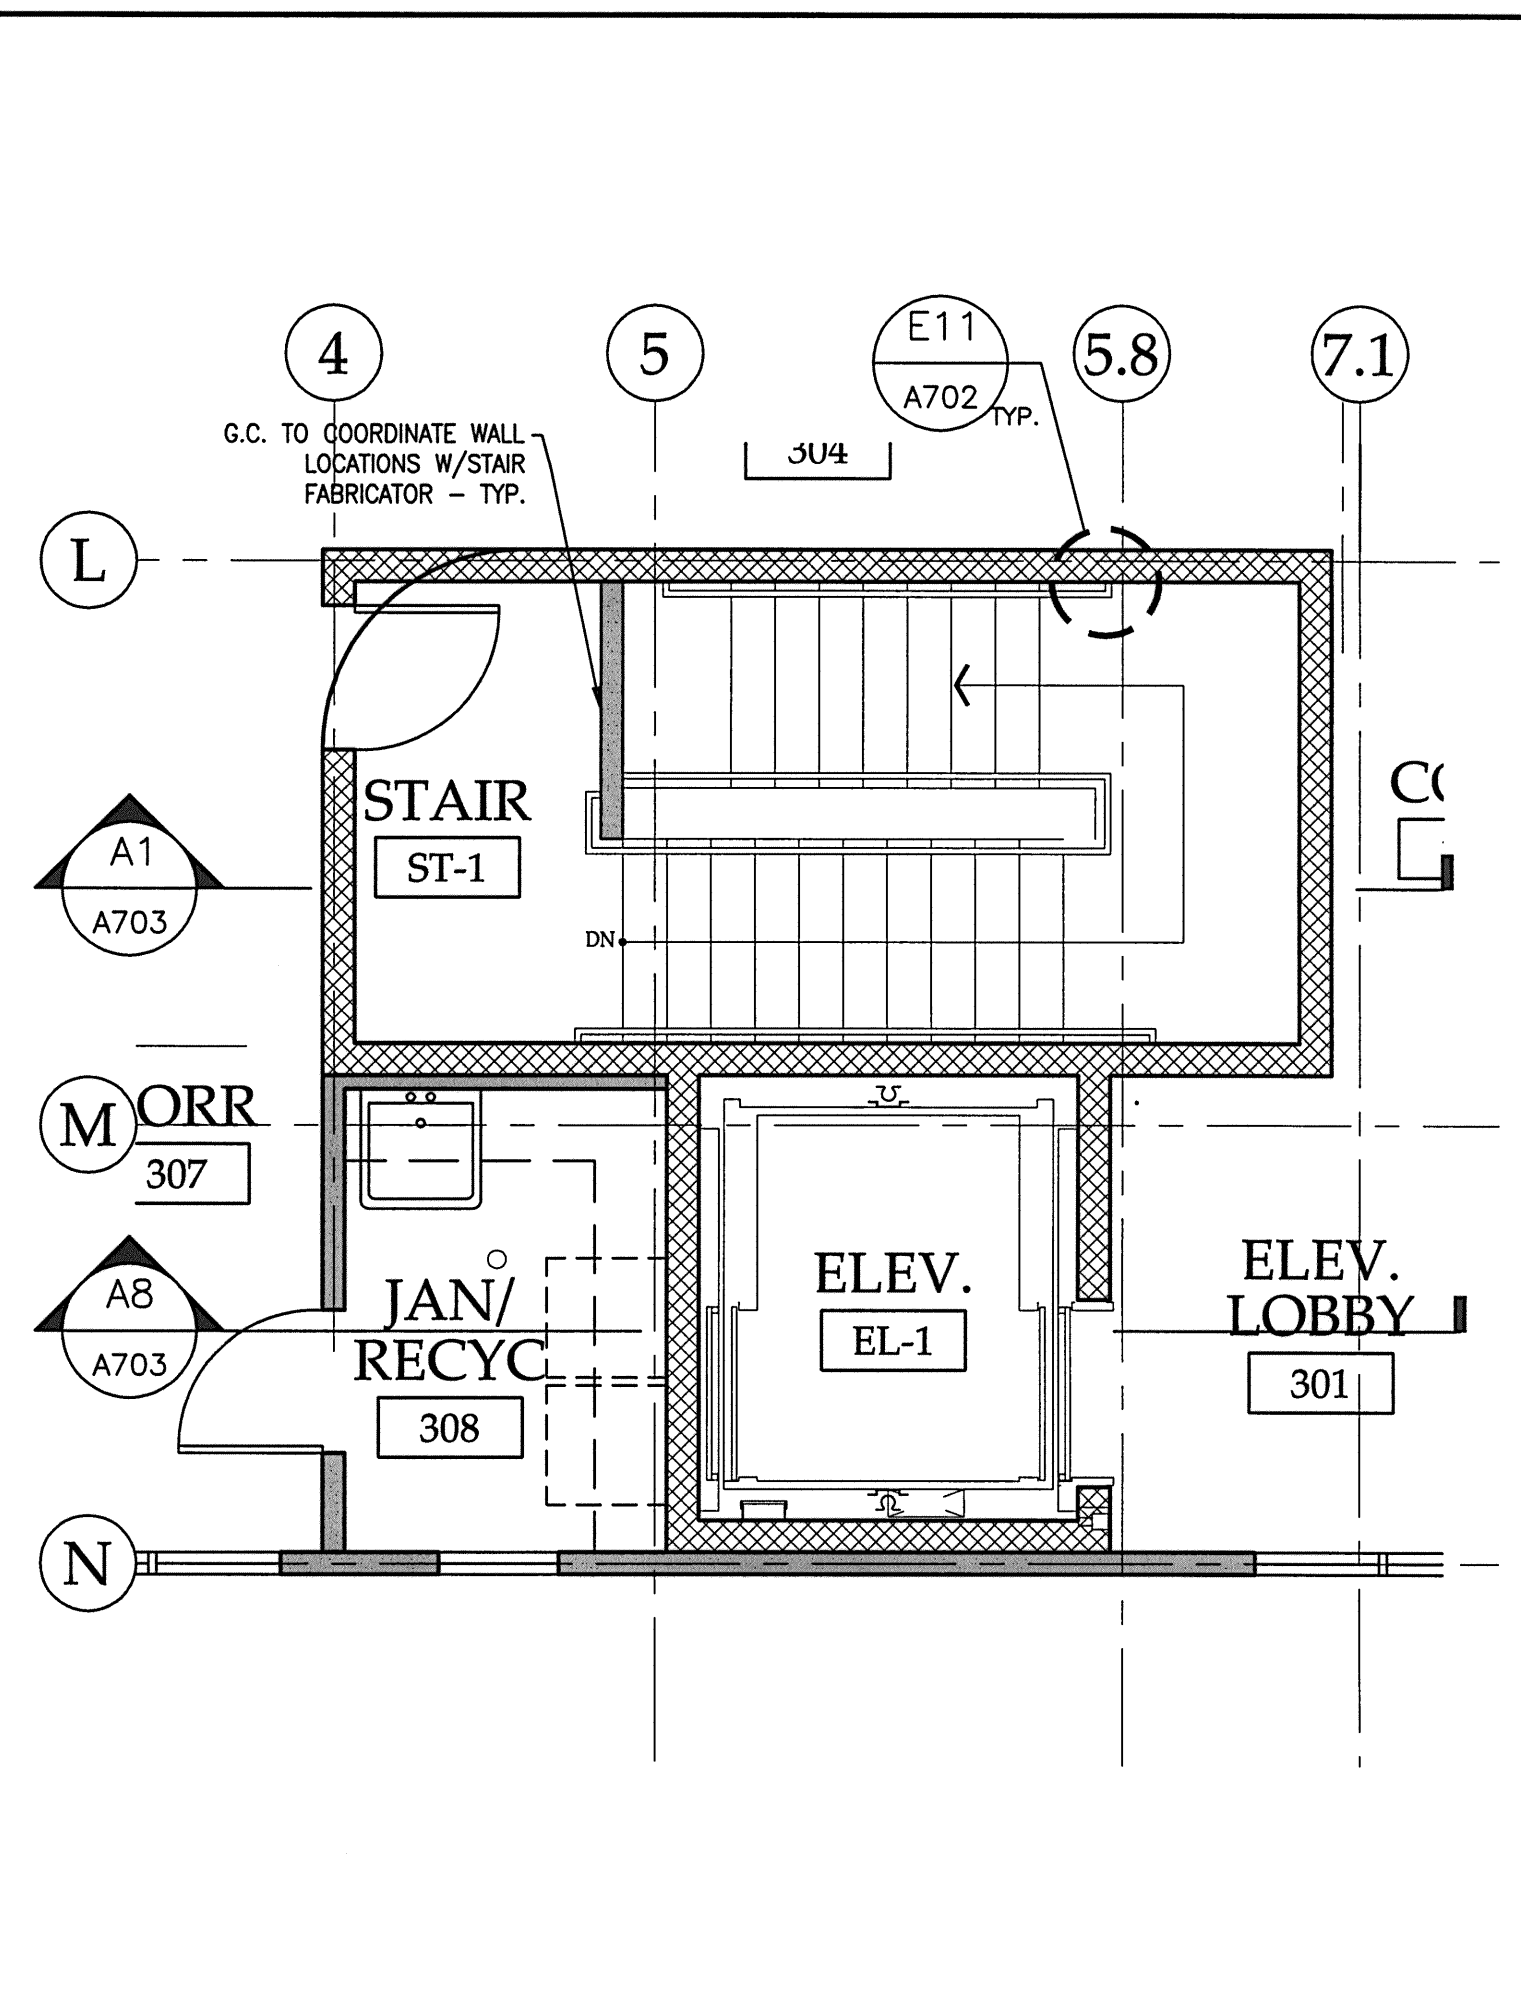 4
5
E11
A702
TYP.
5.8
7.1
G.C. TO COORDINATE WALL
LOCATIONS W/STAIR
FABRICATOR - TYP.
304
L
STAIR
ST-1
A1
A703
DN
M
ORR
307
A8
A703
JAN/
RECYC
308
ELEV.
EL-1
ELEV.
LOBBY
301
N